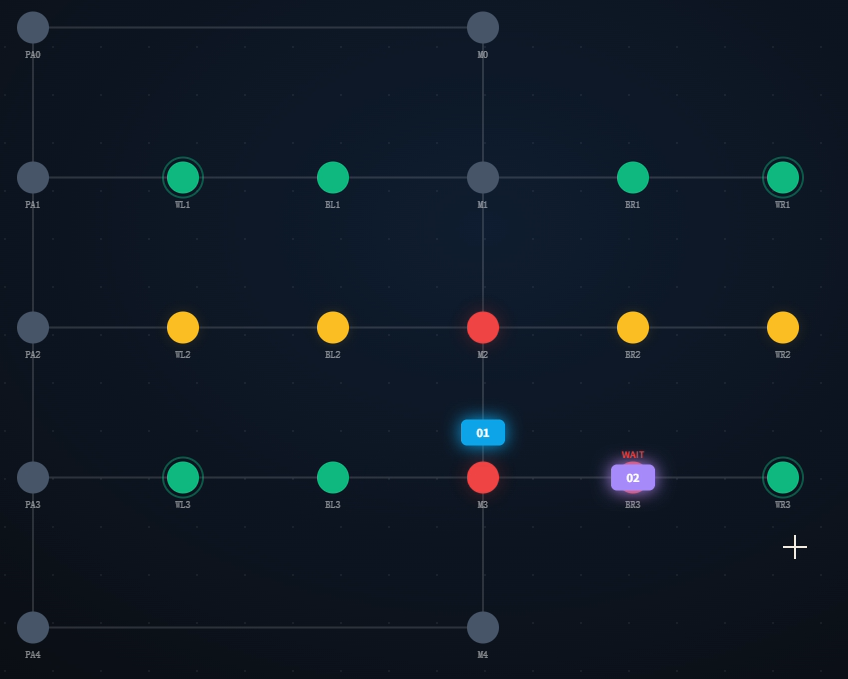 PA0 M0
PA1 WL1 BL1 M1 BR1 WR1
PA2 WL2 BL2 M2 BR2 WR2
01
WAIT
02
PA3 WL3 BL3 M3 BR3 WR3
PA4 M4